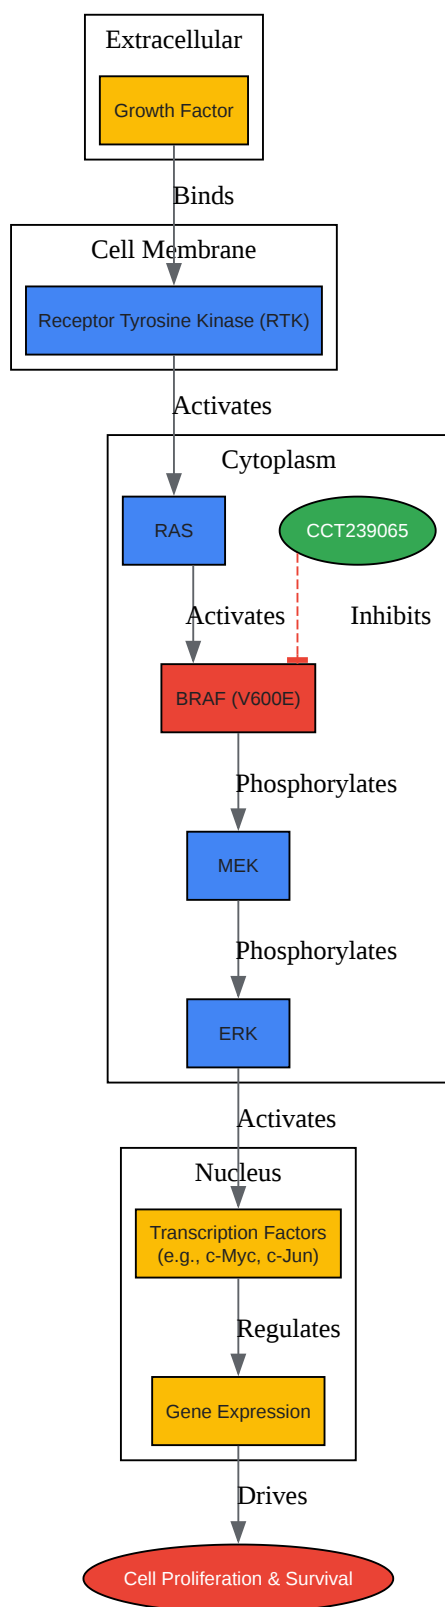 Extracellular
Growth Factor
Binds
Cell Membrane
Receptor Tyrosine Kinase (RTK)
Activates
Cytoplasm
RAS
CCT239065
Activates
Inhibits
BRAF (V600E)
Phosphorylates
MEK
Phosphorylates
ERK
Activates
Nucleus
Transcription Factors
(e.g., c-Myc, c-Jun)
Regulates
Gene Expression
Drives
Cell Proliferation & Survival